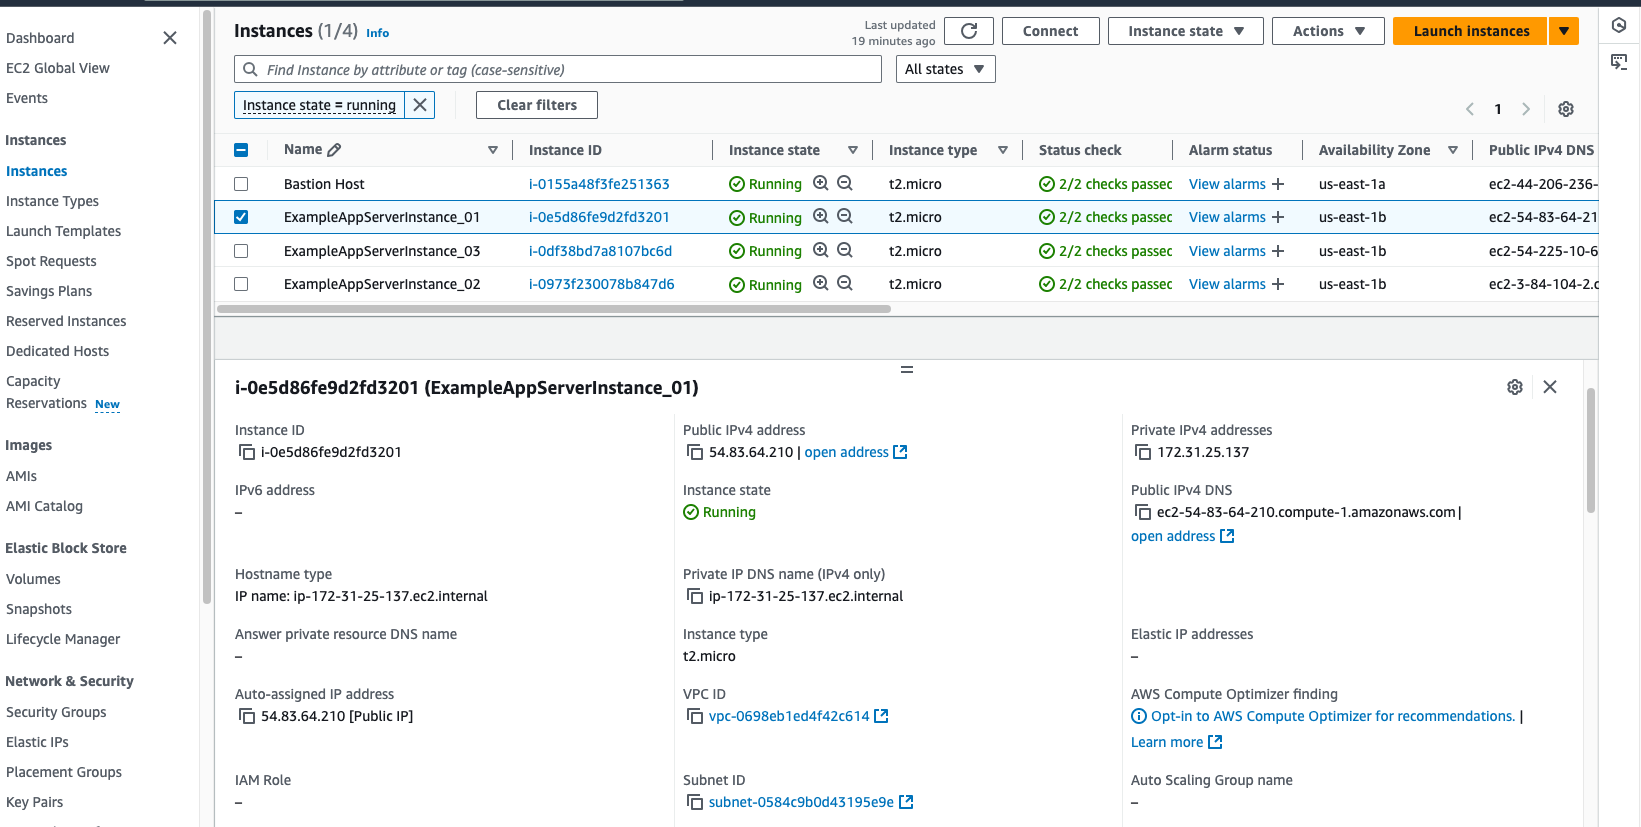 Dashboard
EC2 Global View
Events
Instances
Instances
Instance Types
Launch Templates
Spot Requests
Savings Plans
Reserved Instances
Dedicated Hosts
Capacity
Reservations New
Images
AMIs
AMI Catalog
Elastic Block Store
Volumes
Snapshots
Lifecycle Manager
Network & Security
Security Groups
Elastic IPs
Placement Groups
Key Pairs
Instances (1/4) Info
Last updated
19 minutes ago
Connect
Instance state
Actions
Launch instances
Find Instance by attribute or tag (case-sensitive)
All states
Instance state = running
Clear filters
1
Name Instance ID Instance state Instance type Status check Alarm status Availability Zone Public IPv4 DNS
Bastion Host i-0155a48f3fe251363 Running t2.micro 2/2 checks passec View alarms + us-east-1a ec2-44-206-236-
ExampleAppServerInstance_01 i-0e5d86fe9d2fd3201 Running t2.micro 2/2 checks passec View alarms + us-east-1b ec2-54-83-64-21
ExampleAppServerInstance_03 i-0df38bd7a8107bc6d Running t2.micro 2/2 checks passec View alarms + us-east-1b ec2-54-225-10-6
ExampleAppServerInstance_02 i-0973f230078b847d6 Running t2.micro 2/2 checks passec View alarms + us-east-1b ec2-3-84-104-2.c
i-0e5d86fe9d2fd3201 (ExampleAppServerInstance_01)
Instance ID
i-0e5d86fe9d2fd3201
Public IPv4 address
54.83.64.210 | open address
Private IPv4 addresses
172.31.25.137
IPv6 address
–
Instance state
Running
Public IPv4 DNS
ec2-54-83-64-210.compute-1.amazonaws.com |
open address
Hostname type
IP name: ip-172-31-25-137.ec2.internal
Private IP DNS name (IPv4 only)
ip-172-31-25-137.ec2.internal
Answer private resource DNS name
–
Instance type
t2.micro
Elastic IP addresses
–
Auto-assigned IP address
54.83.64.210 [Public IP]
VPC ID
vpc-0698eb1ed4f42c614
AWS Compute Optimizer finding
Opt-in to AWS Compute Optimizer for recommendations. |
Learn more
IAM Role
–
Subnet ID
subnet-0584c9b0d43195e9e
Auto Scaling Group name
–